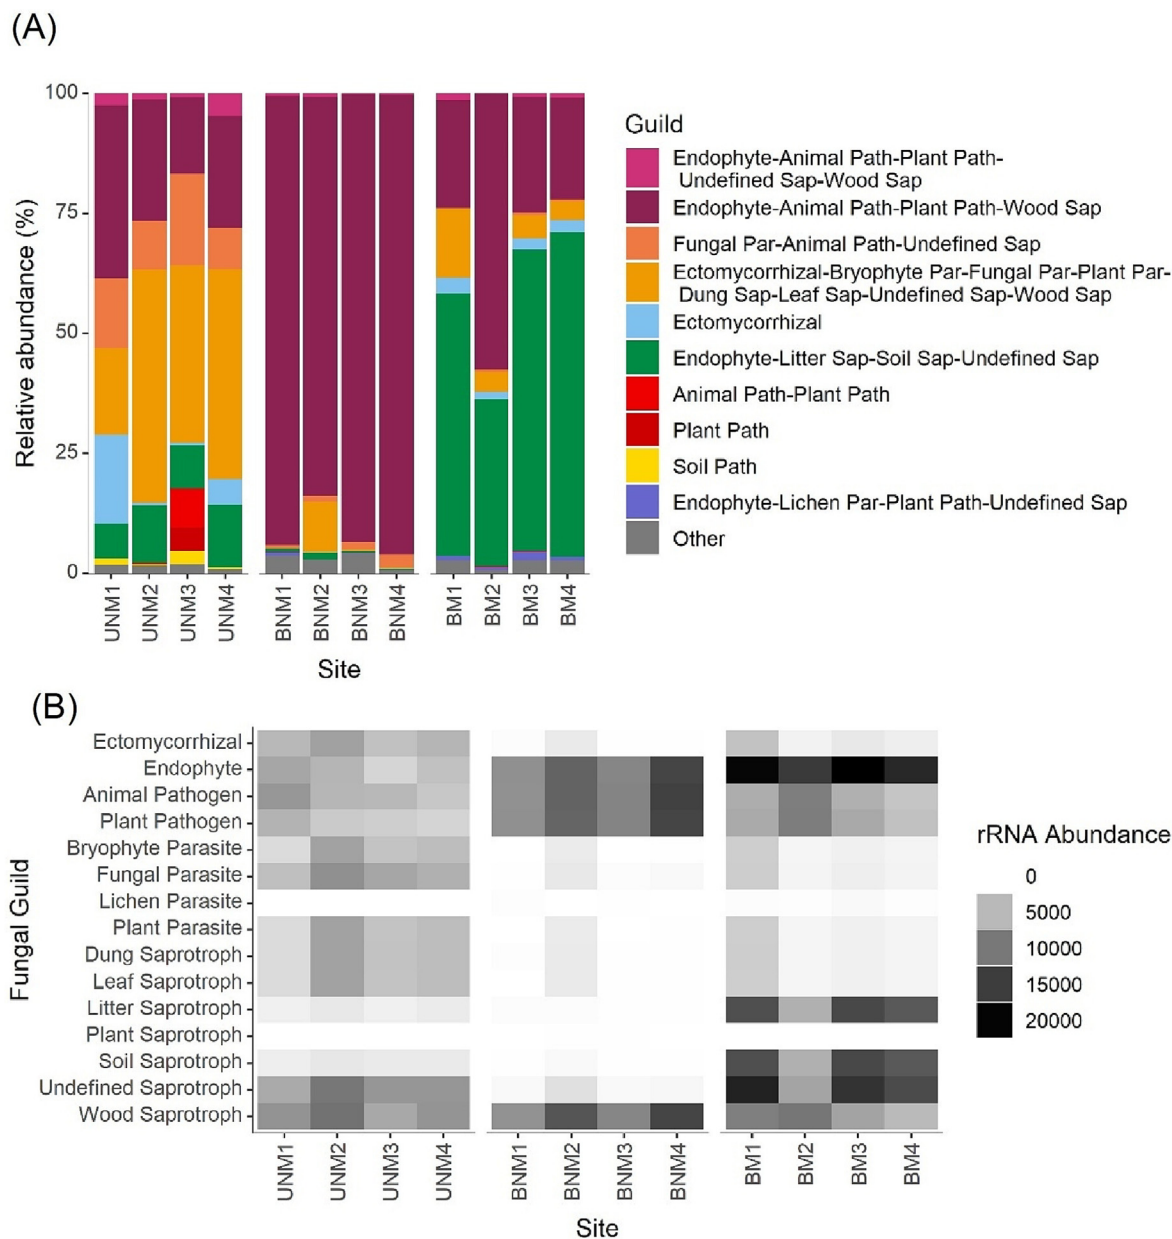 (A)
Relative abundance (%)
100
75
50
25
0
UNM1
UNM2
UNM3
UNM4
BNM1
BNM2
BNM3
BNM4
BM1
BM2
BM3
BM4
Site
Guild
Endophyte-Animal Path-Plant Path-
Undefined Sap-Wood Sap
Endophyte-Animal Path-Plant Path-Wood Sap
Fungal Par-Animal Path-Undefined Sap
Ectomycorrhizal-Bryophyte Par-Fungal Par-Plant Par-
Dung Sap-Leaf Sap-Undefined Sap-Wood Sap
Ectomycorrhizal
Endophyte-Litter Sap-Soil Sap-Undefined Sap
Animal Path-Plant Path
Plant Path
Soil Path
Endophyte-Lichen Par-Plant Path-Undefined Sap
Other
(B)
Fungal Guild
Ectomycorrhizal
Endophyte
Animal Pathogen
Plant Pathogen
Bryophyte Parasite
Fungal Parasite
Lichen Parasite
Plant Parasite
Dung Saprotroph
Leaf Saprotroph
Litter Saprotroph
Plant Saprotroph
Soil Saprotroph
Undefined Saprotroph
Wood Saprotroph
UNM1
UNM2
UNM3
UNM4
BNM1
BNM2
BNM3
BNM4
BM1
BM2
BM3
BM4
Site
rRNA Abundance
0
5000
10000
15000
20000